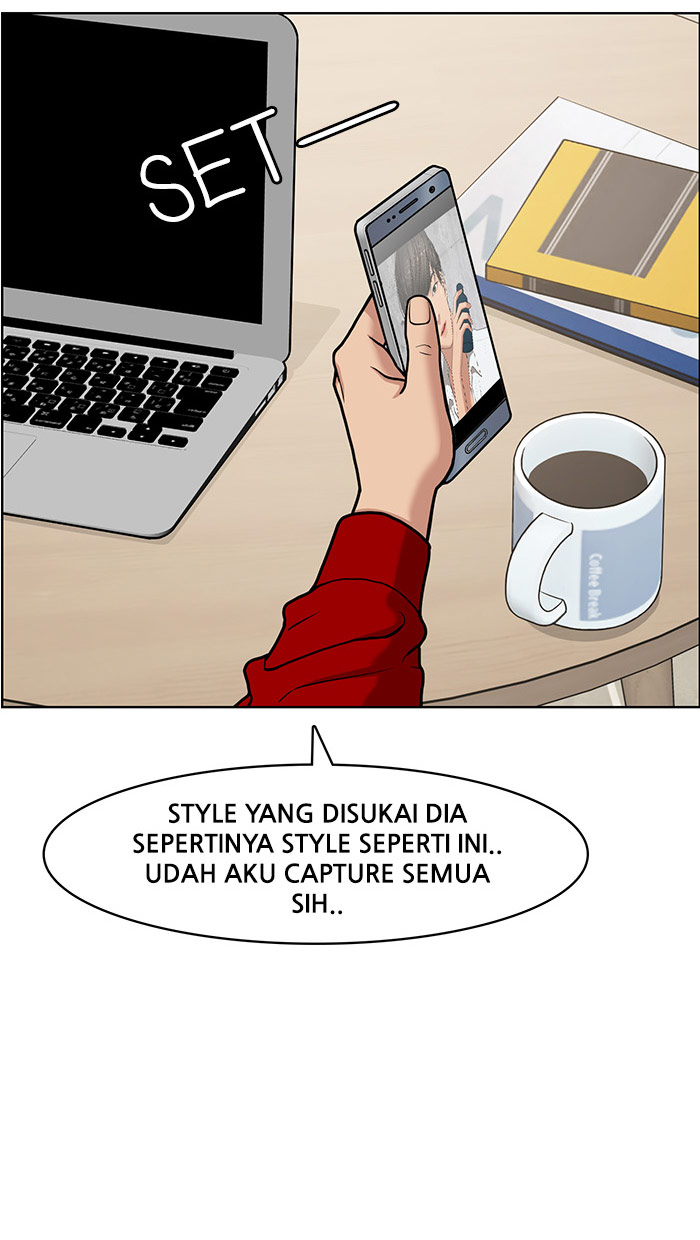 SET
Coffee Break
STYLE YANG DISUKAI DIA
SEPERTINYA STYLE SEPERTI INI..
UDAH AKU CAPTURE SEMUA
SIH..